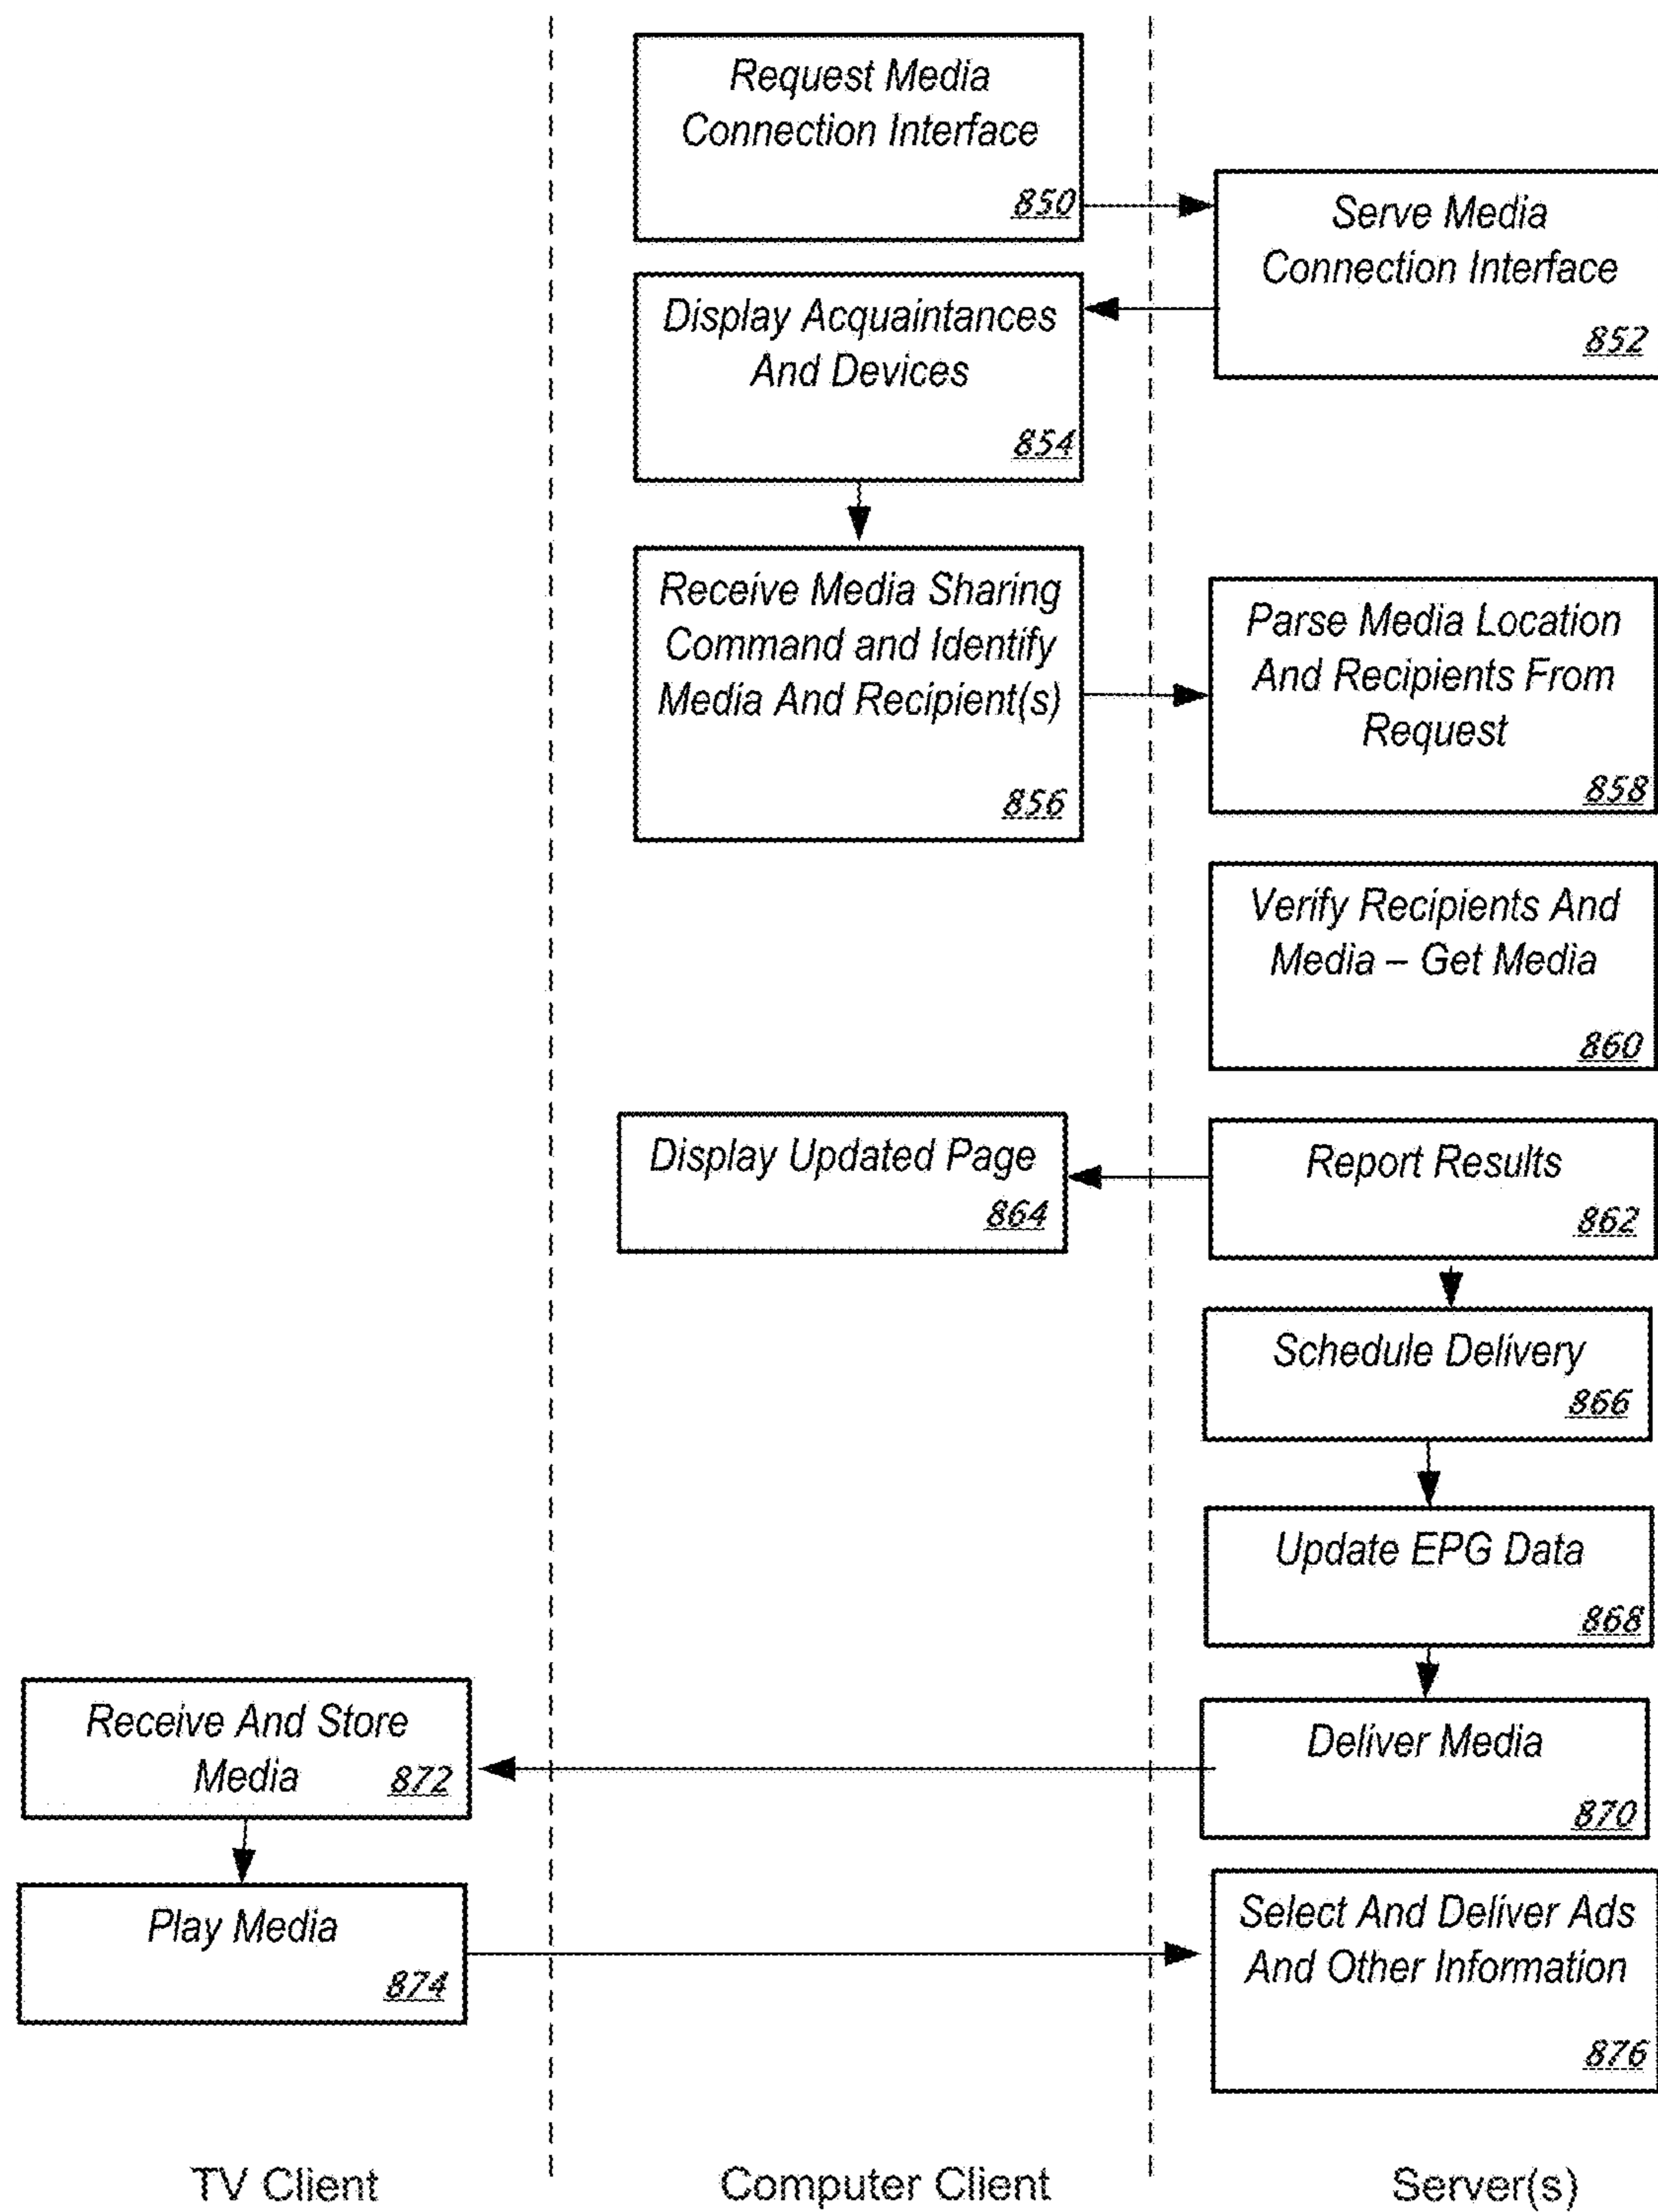 Request Media
Connection Interface
850
Serve Media
Connection Interface
852
Display Acquaintances
And Devices
854
Receive Media Sharing
Command and Identify
Media And Recipient(s)
856
Parse Media Location
And Recipients From
Request
858
Verify Recipients And
Media – Get Media
860
Report Results
862
Display Updated Page
864
Schedule Delivery
866
Update EPG Data
868
Deliver Media
870
Receive And Store
Media 872
Play Media
874
Select And Deliver Ads
And Other Information
876
TV Client
Computer Client
Server(s)